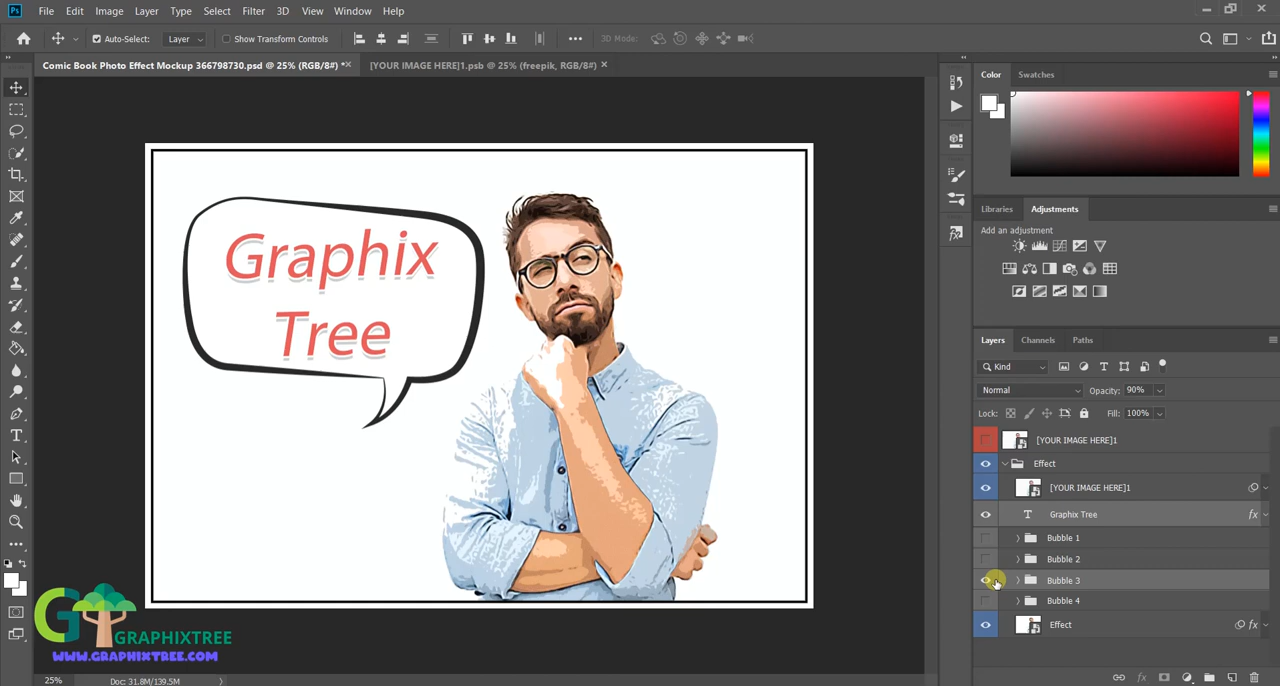 Ps File Edit Image Layer Type Select Filter 3D View Window Help
Auto-Select: Layer Show Transform Controls 3D Mode:
Comic Book Photo Effect Mockup 366798730.psd @ 25% (RGB/8#) * × [YOUR IMAGE HERE]1.psb @ 25% (freepik, RGB/8#) ×
Color Swatches
Graphix
Tree
Libraries Adjustments
Add an adjustment
Layers Channels Paths
Kind
Normal Opacity: 90%
Lock: Fill: 100%
[YOUR IMAGE HERE]1
Effect
[YOUR IMAGE HERE]1
T Graphix Tree fx
Bubble 1
Bubble 2
Bubble 3
Bubble 4
Effect fx
GRAPHIXTREE
WWW.GRAPHIXTREE.COM
25% Doc: 31.8M/139.5M